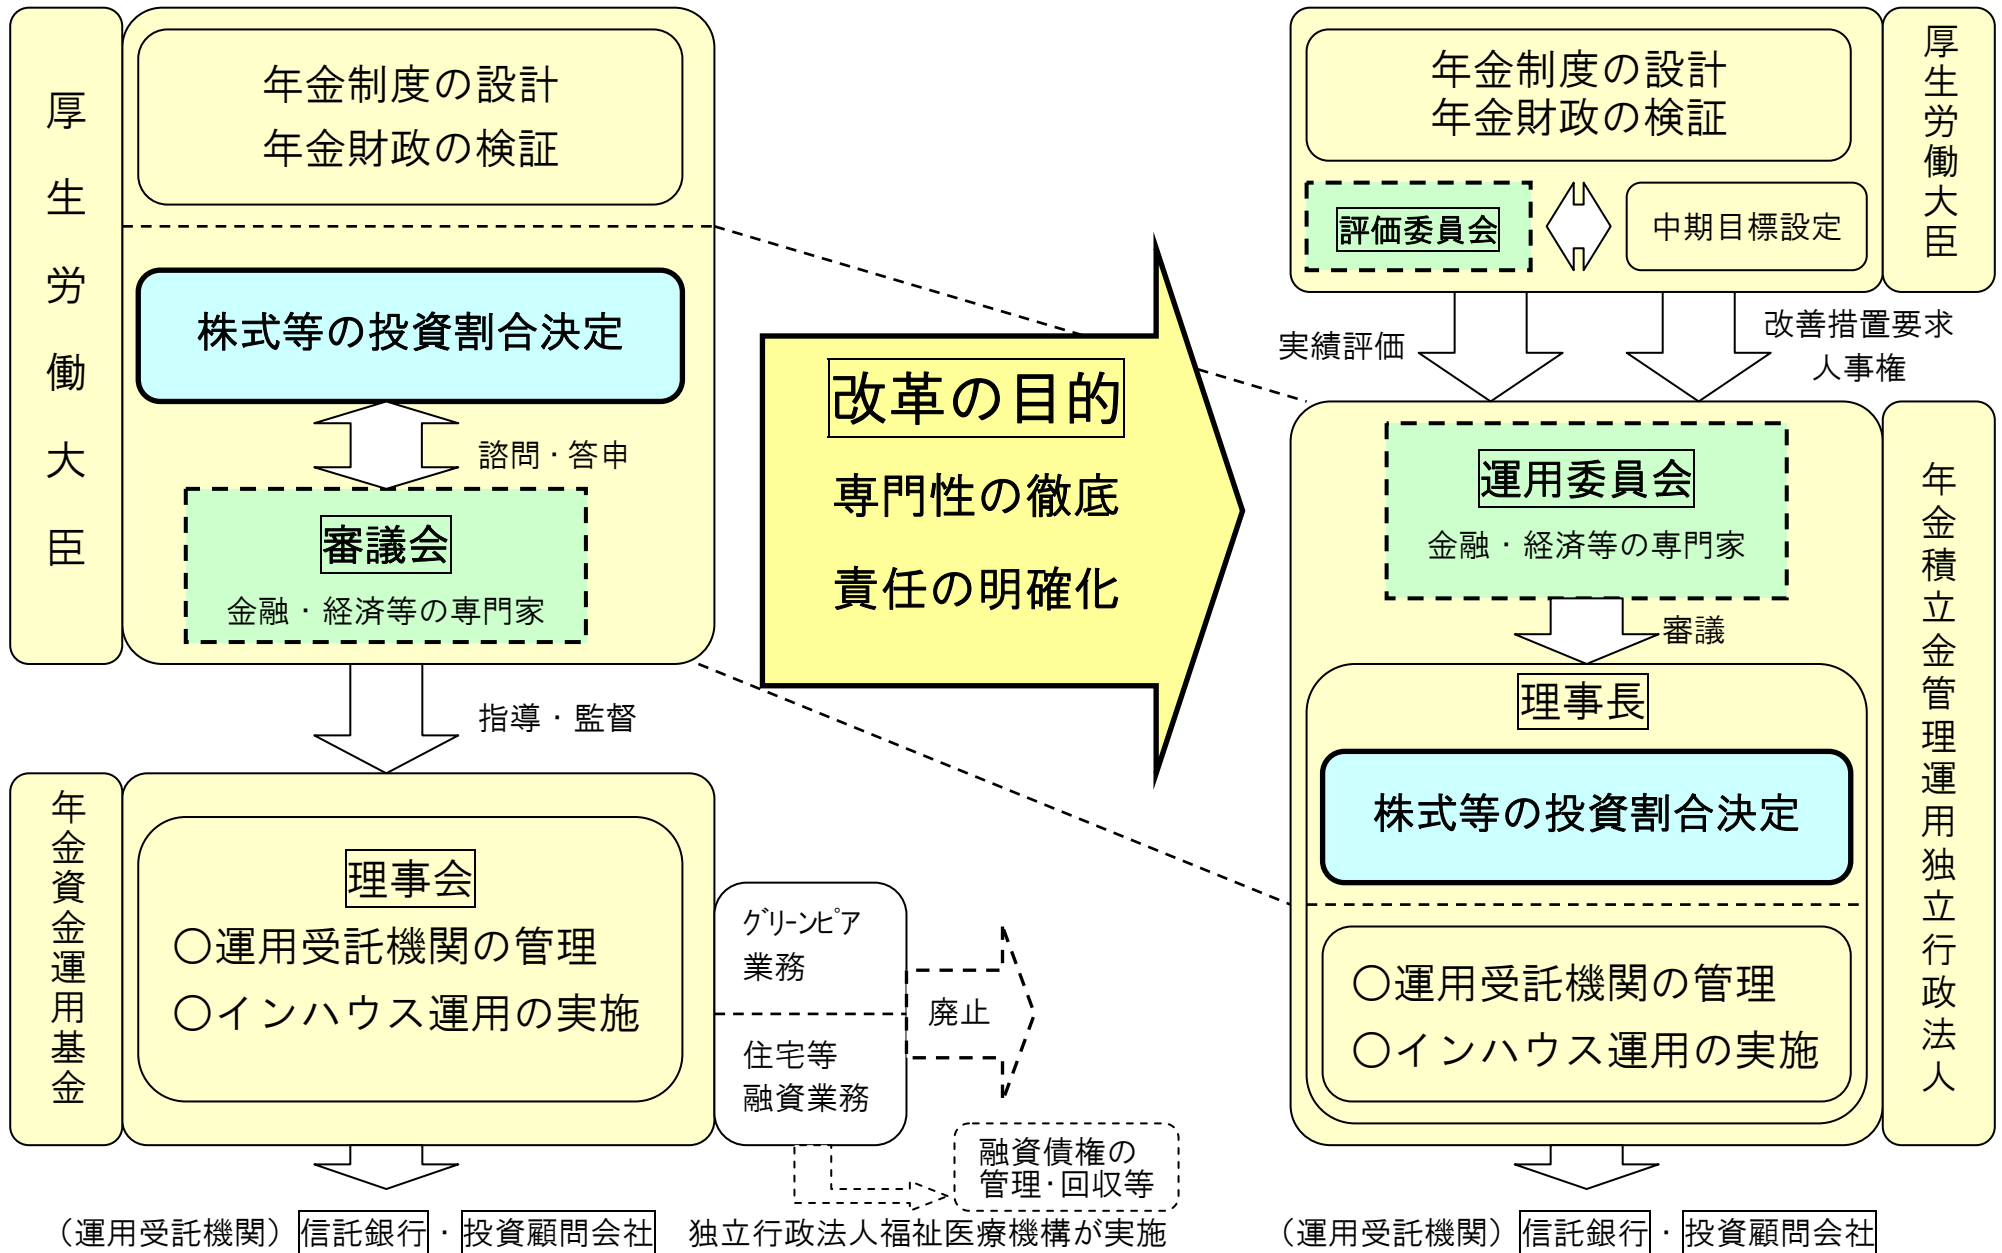 厚生労働大臣
年金制度の設計
年金財政の検証
株式等の投資割合決定
諮問・答申
審議会
金融・経済等の専門家
指導・監督
年金資金運用基金
理事会
○運用受託機関の管理
○インハウス運用の実施
グリーンピア
業務
住宅等
融資業務
廃止
融資債権の
管理・回収等
独立行政法人福祉医療機構が実施
(運用受託機関)信託銀行・投資顧問会社
改革の目的
専門性の徹底
責任の明確化
厚生労働大臣
年金制度の設計
年金財政の検証
評価委員会
中期目標設定
実績評価
改善措置要求
人事権
年金積立金管理運用独立行政法人
運用委員会
金融・経済等の専門家
審議
理事長
株式等の投資割合決定
○運用受託機関の管理
○インハウス運用の実施
(運用受託機関)信託銀行・投資顧問会社